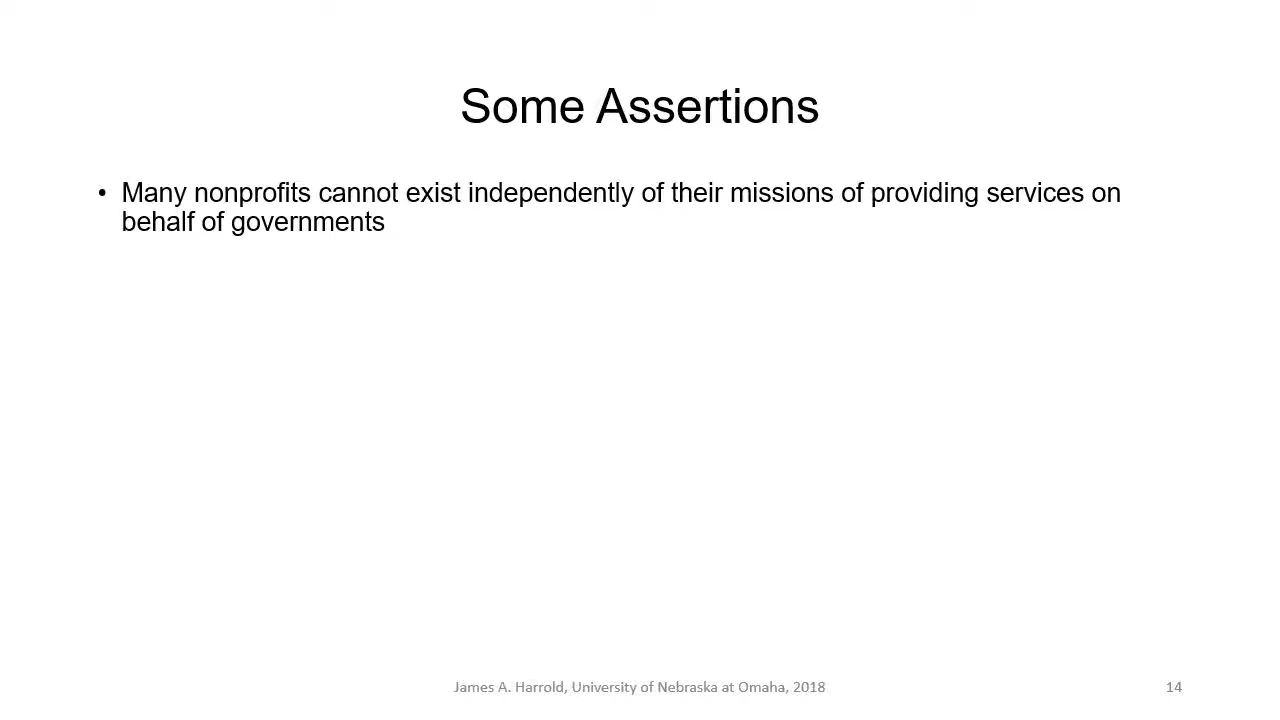 Some Assertions
• Many nonprofits cannot exist independently of their missions of providing services on
behalf of governments
James A. Harrold, University of Nebraska at Omaha, 2018
14